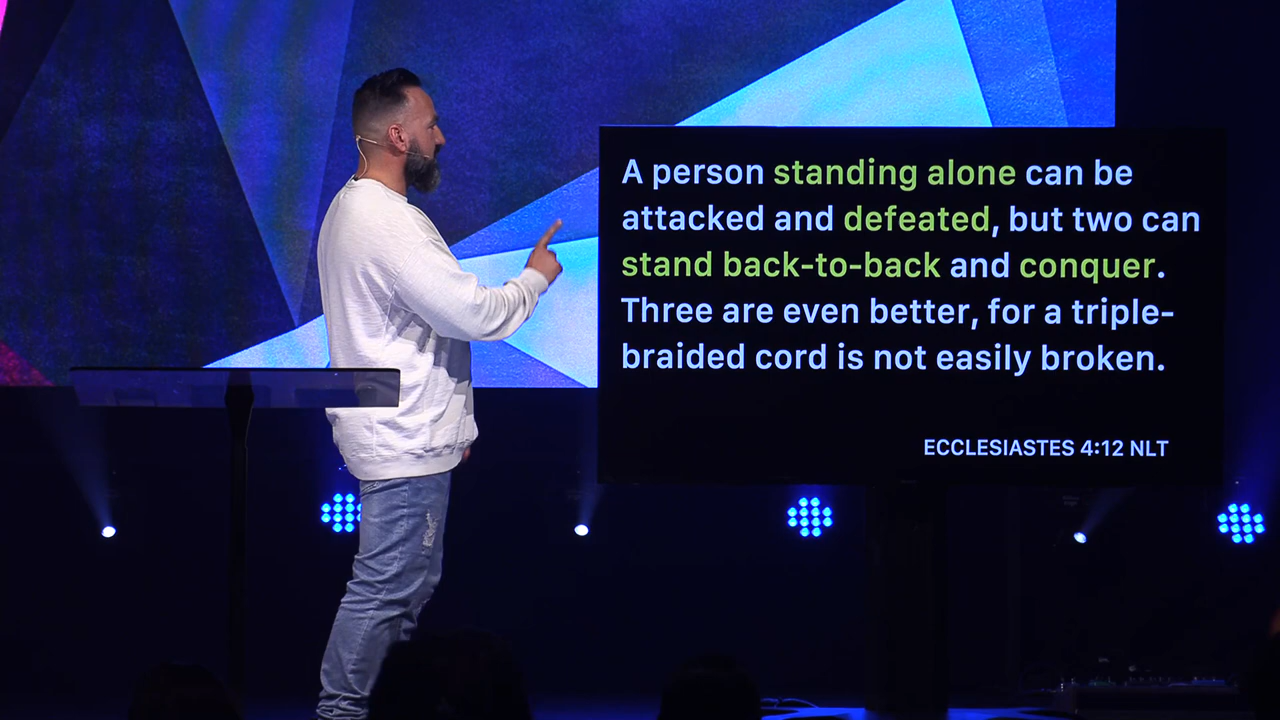 A person standing alone can be
attacked and defeated, but two can
stand back-to-back and conquer.
Three are even better, for a triple-
braided cord is not easily broken.
ECCLESIASTES 4:12 NLT